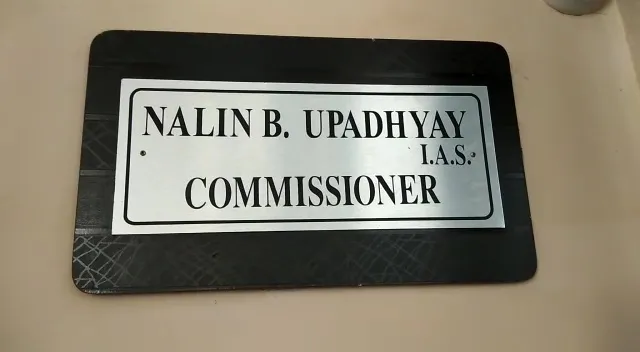 NALIN B. UPADHYAY
I.A.S.
COMMISSIONER